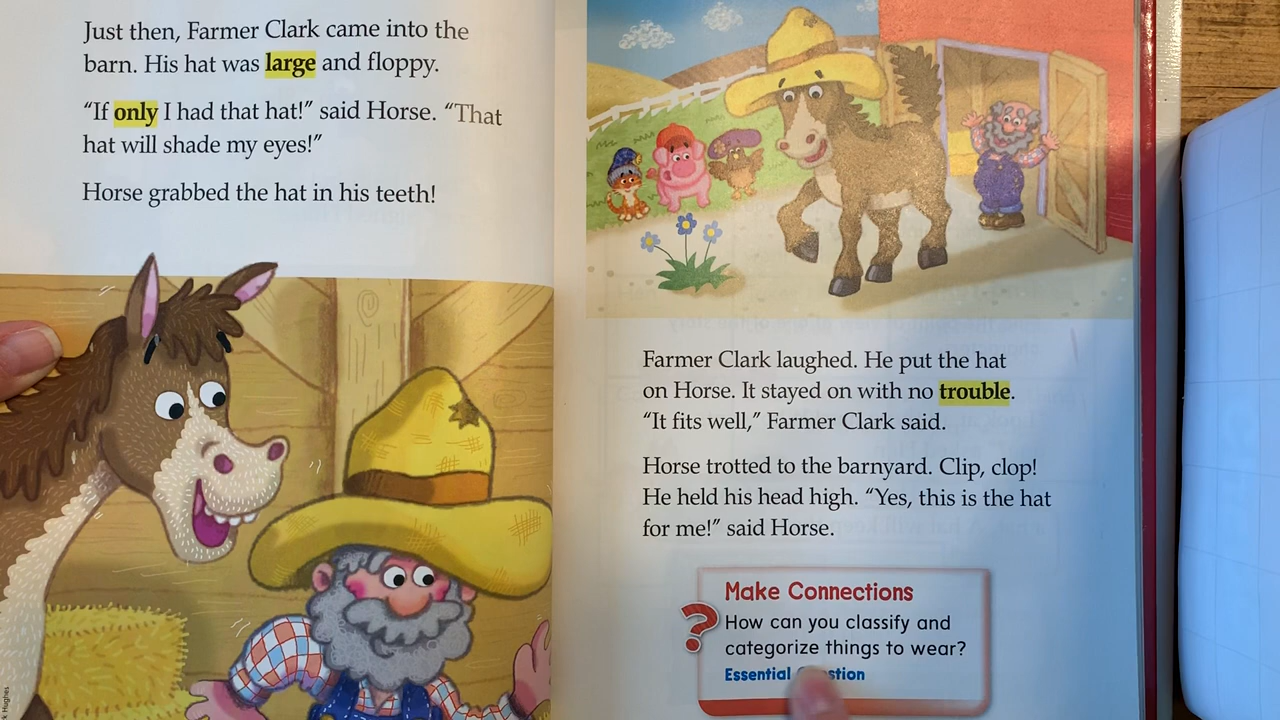 Just then, Farmer Clark came into the
barn. His hat was large and floppy.
“If only I had that hat!” said Horse. “That
hat will shade my eyes!”
Horse grabbed the hat in his teeth!
Farmer Clark laughed. He put the hat
on Horse. It stayed on with no trouble.
“It fits well,” Farmer Clark said.
Horse trotted to the barnyard. Clip, clop!
He held his head high. “Yes, this is the hat
for me!” said Horse.
Make Connections
?
How can you classify and
categorize things to wear?
Essential
Hughes